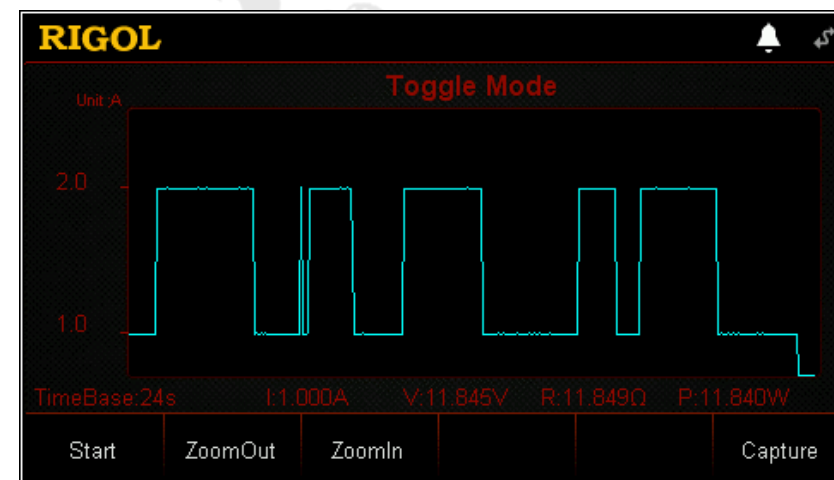 RIGOL
Toggle Mode
Unit :A
2.0
1.0
TimeBase:24s I:1.000A V:11.845V R:11.849Ω P:11.840W
Start ZoomOut ZoomIn Capture